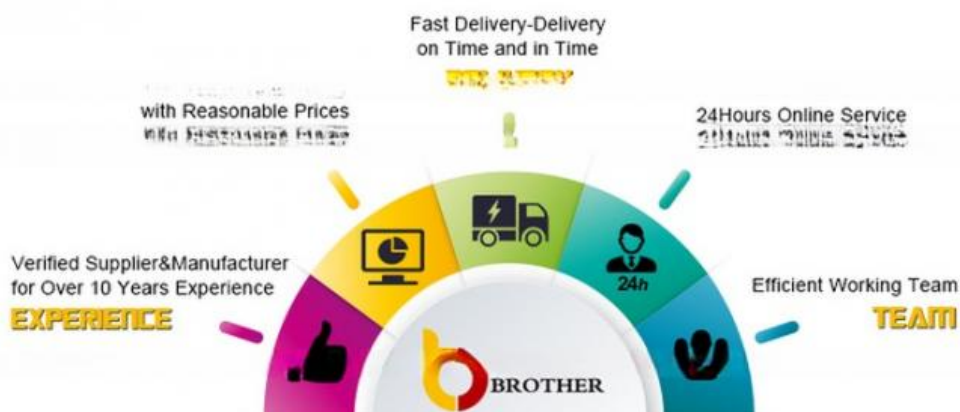 Fast Delivery-Delivery
on Time and in Time
with Reasonable Prices
24Hours Online Service
Verified Supplier&Manufacturer
for Over 10 Years Experience
EXPERIENCE
24h
Efficient Working Team
TEAM
BROTHER